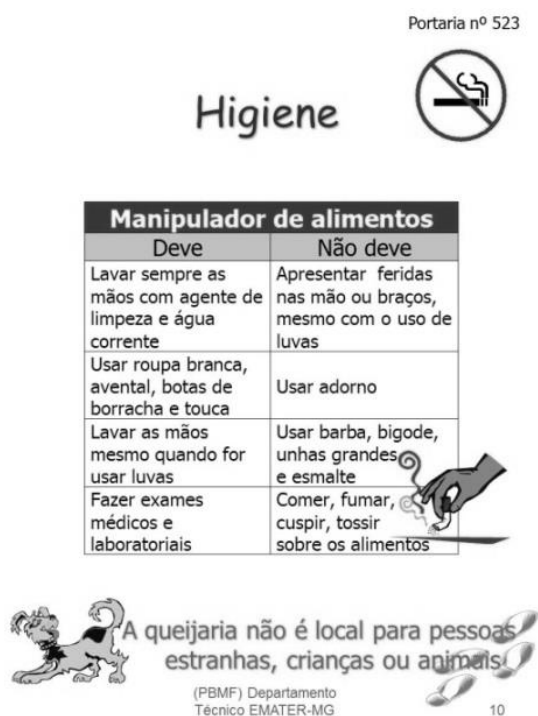 Portaria nº 523
Higiene
Manipulador de alimentos
Deve
Não deve
Lavar sempre as
mãos com agente de
limpeza e água
corrente
Apresentar feridas
nas mão ou braços,
mesmo com o uso de
luvas
Usar roupa branca,
avental, botas de
borracha e touca
Usar adorno
Lavar as mãos
mesmo quando for
usar luvas
Usar barba, bigode,
unhas grandes
e esmalte
Fazer exames
médicos e
laboratoriais
Comer, fumar,
cuspir, tossir
sobre os alimentos
A queijaria não é local para pessoas
estranhas, crianças ou animais
(PBMF) Departamento
Técnico EMATER-MG
10